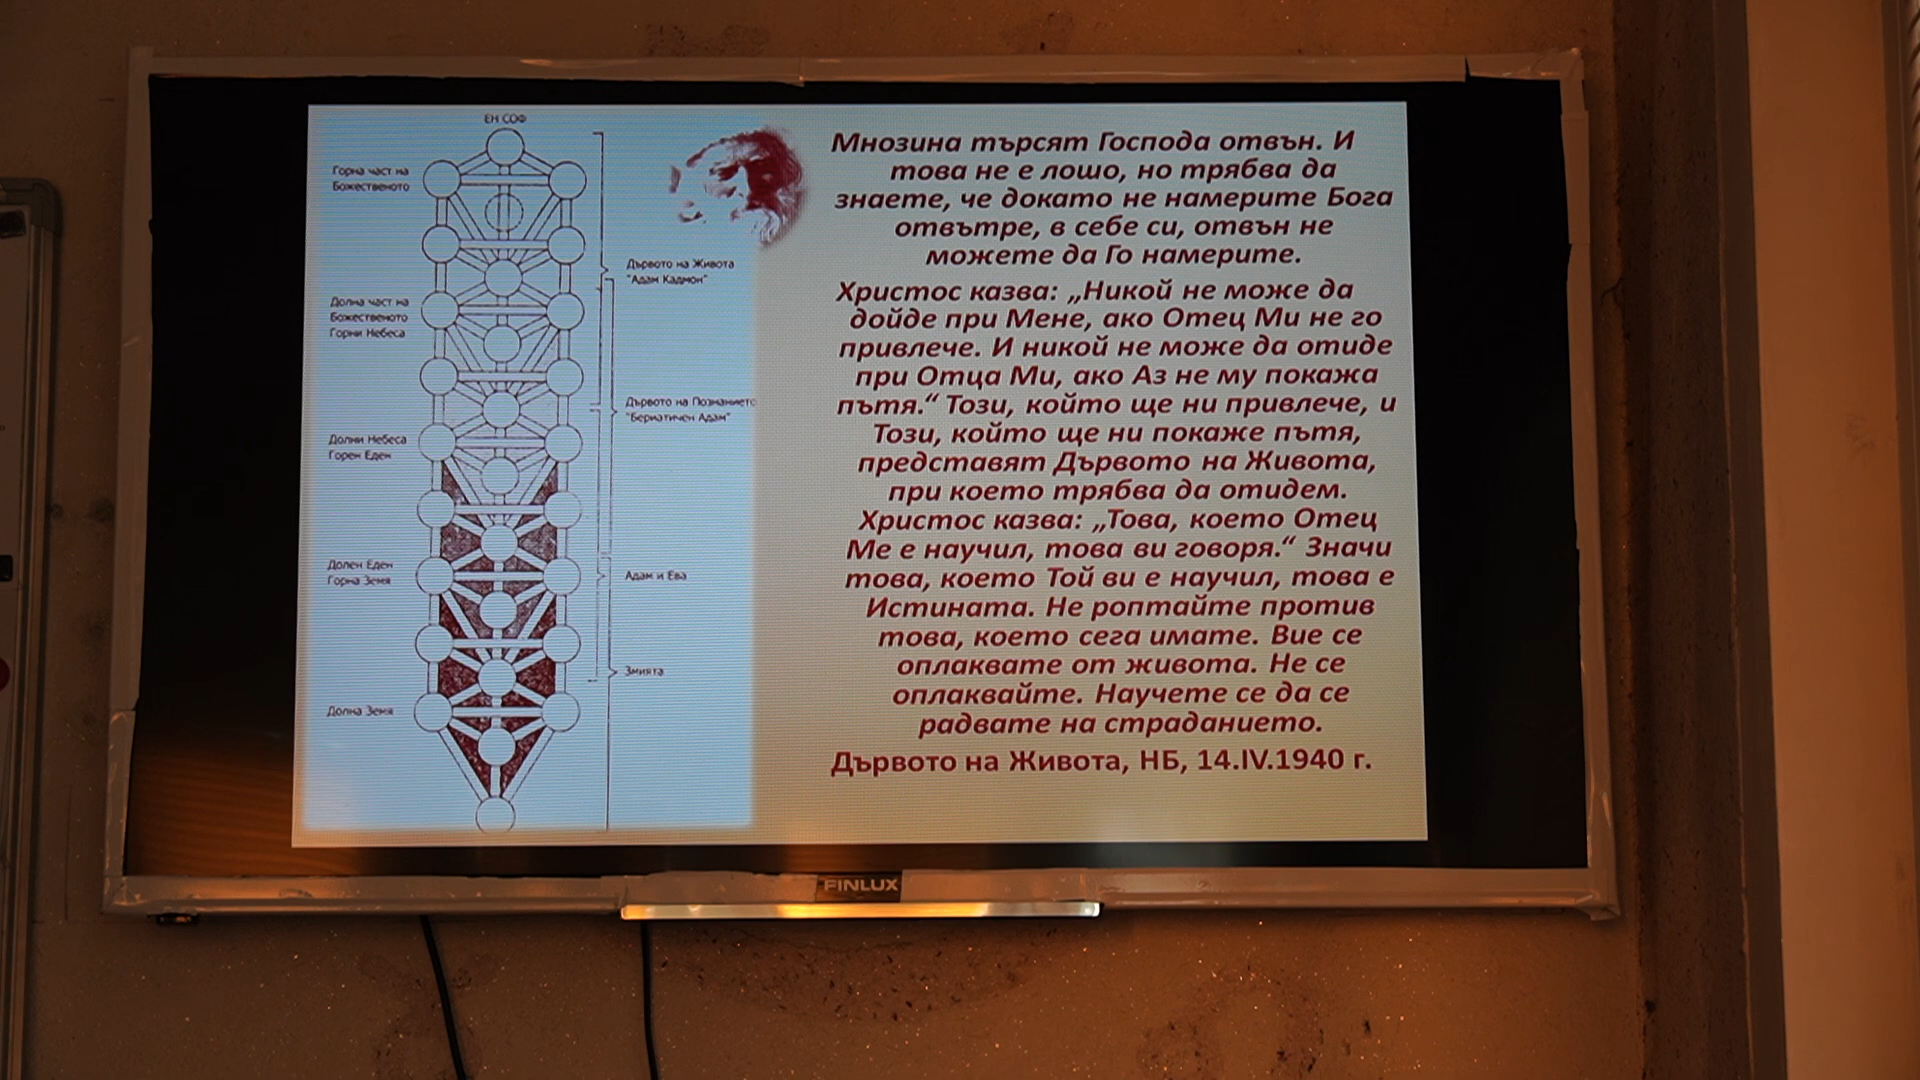 ЕН СОФ
Горна част на
Божественото
Дървото на Живота
"Адам Кадмон"
Долна част на
Божественото
Горни Небеса
Дървото на Познанието
"Бериатичен Адам"
Долни Небеса
Горен Еден
Долен Еден
Горна Земя
Адам и Ева
Змията
Долна Земя
Мнозина търсят Господа отвън. И
това не е лошо, но трябва да
знаете, че докато не намерите Бога
отвътре, в себе си, отвън не
можете да Го намерите.
Христос казва: „Никой не може да
дойде при Мене, ако Отец Ми не го
привлече. И никой не може да отиде
при Отца Ми, ако Аз не му покажа
пътя.“ Този, който ще ни привлече, и
Този, който ще ни покаже пътя,
представят Дървото на Живота,
при което трябва да отидем.
Христос казва: „Това, което Отец
Ме е научил, това ви говоря.“ Значи
това, което Той ви е научил, това е
Истината. Не роптайте против
това, което сега имате. Вие се
оплаквате от живота. Не се
оплаквайте. Научете се да се
радвате на страданието.
Дървото на Живота, НБ, 14.IV.1940 г.
FINLUX